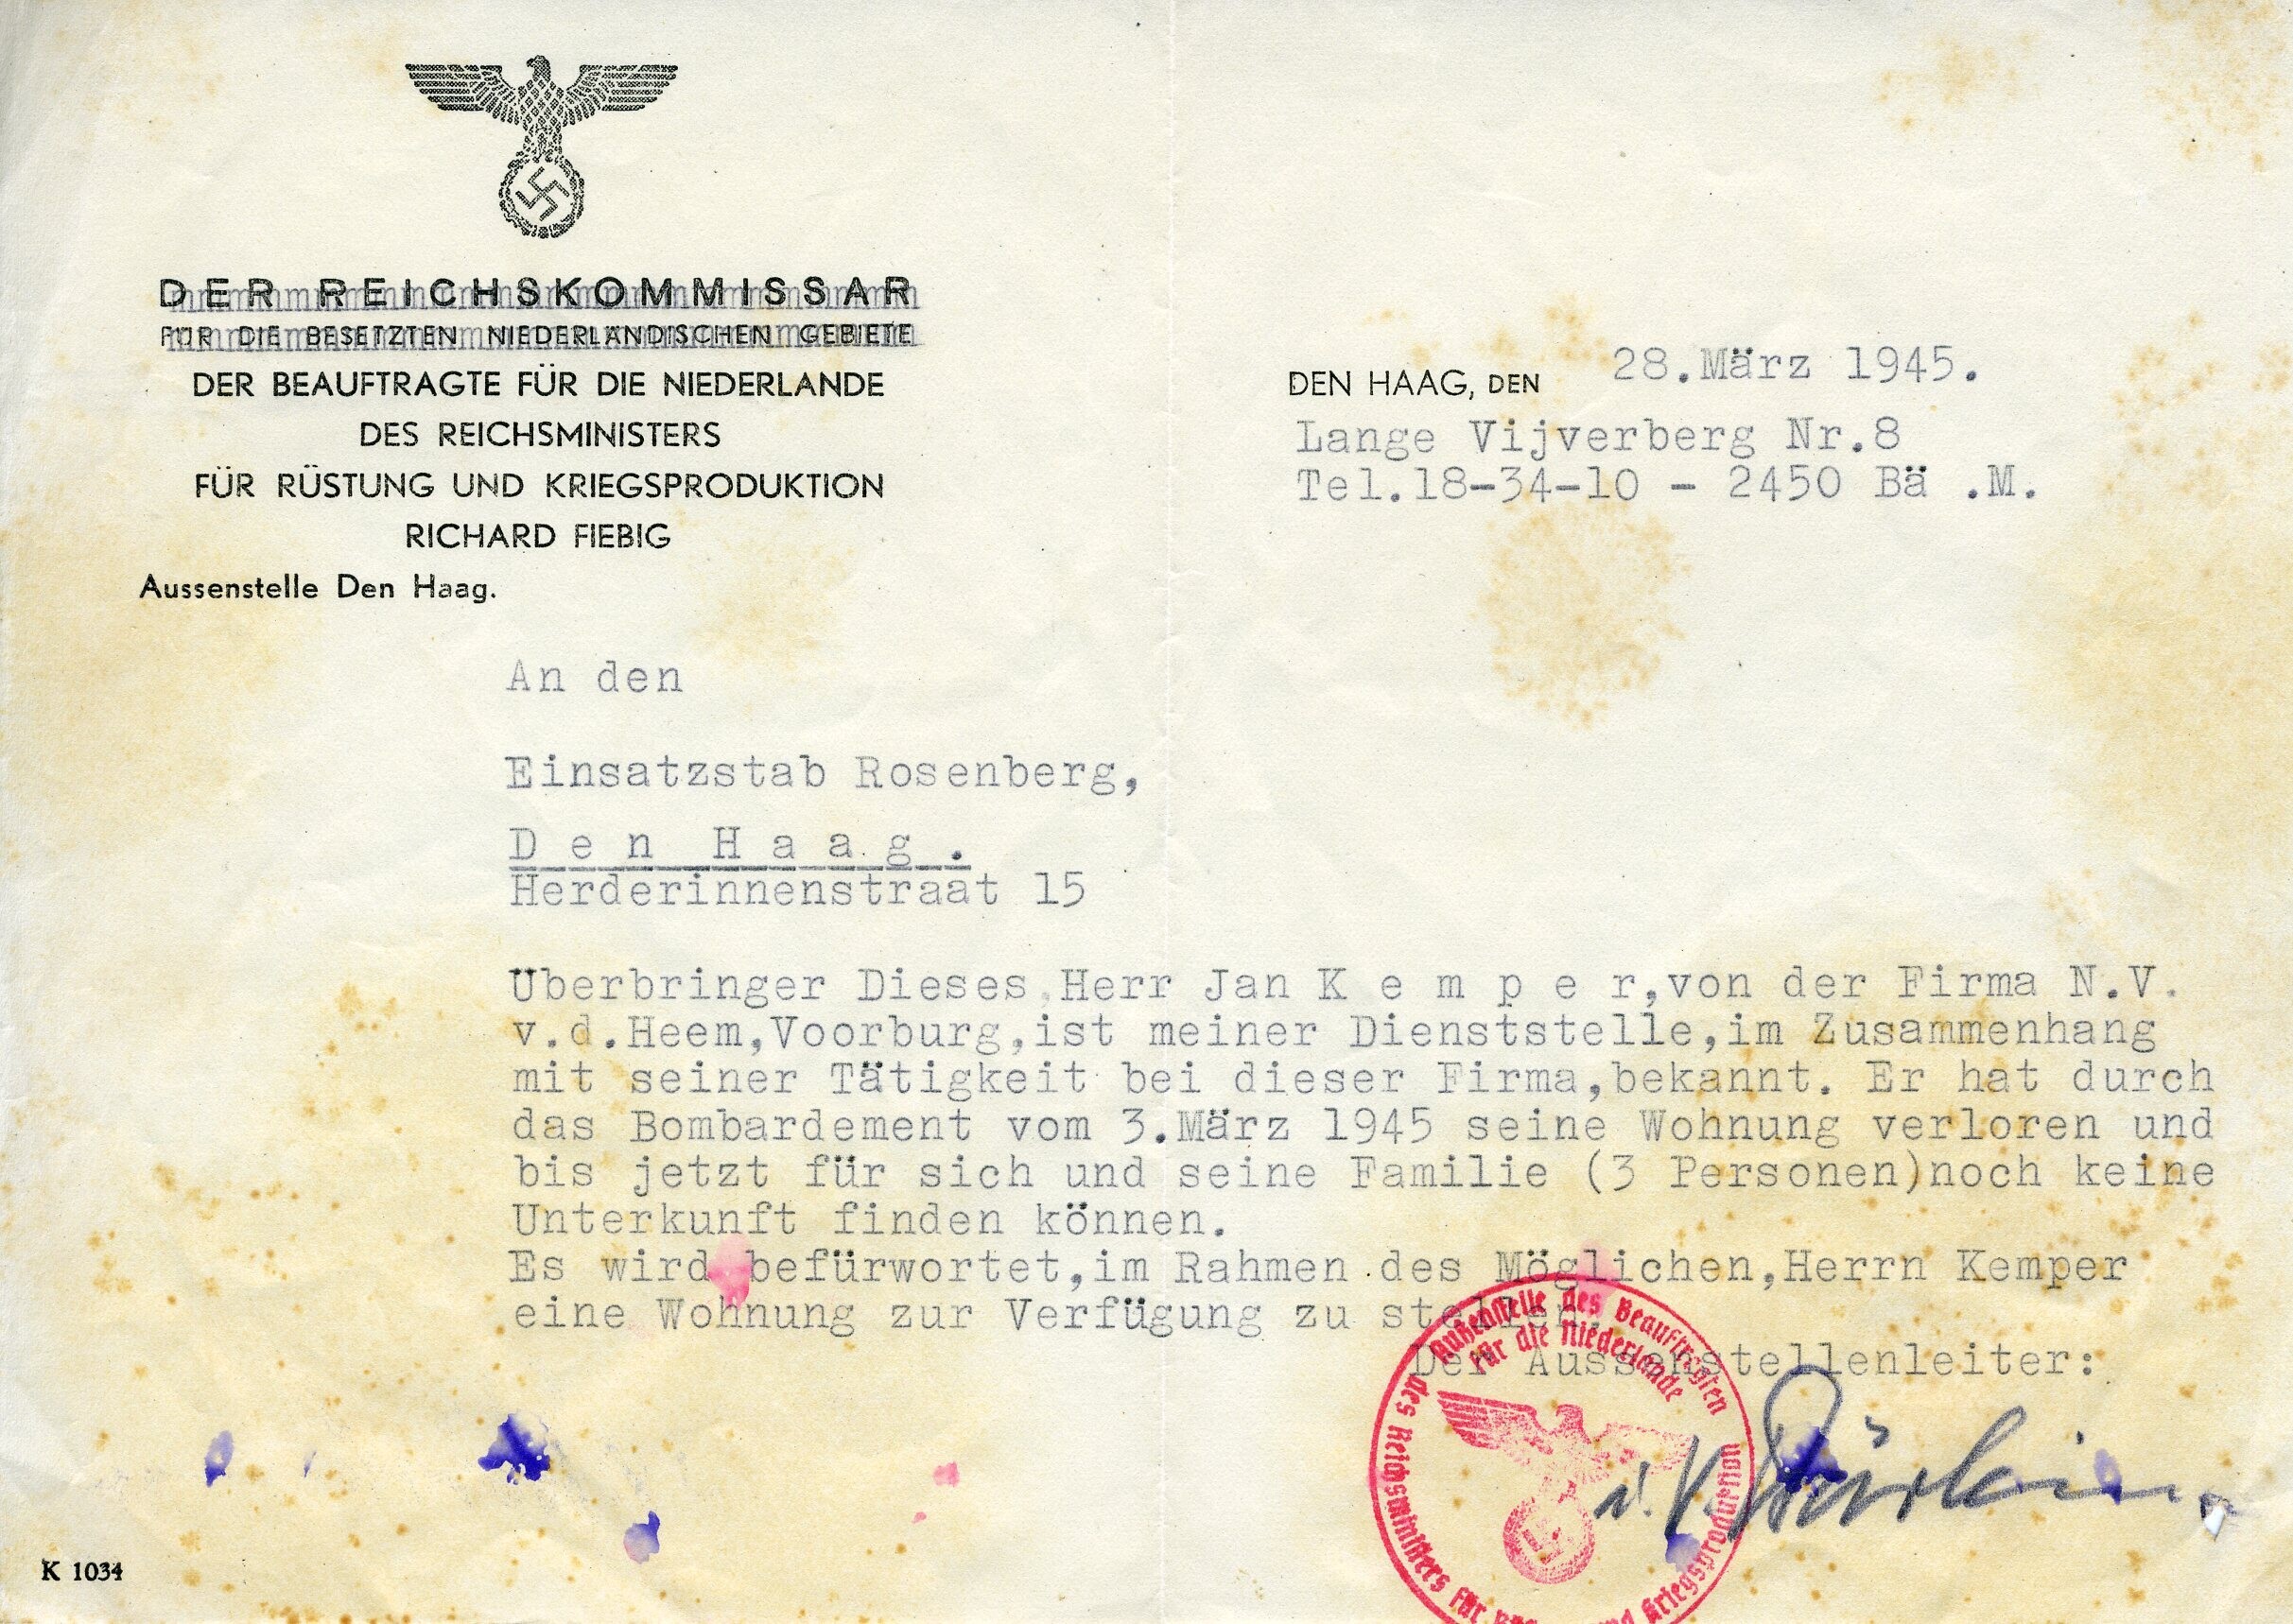 DER REICHSKOMMISSAR
FÜR DIE BESETZTEN NIEDERLÄNDISCHEN GEBIETE
DER BEAUFTRAGTE FÜR DIE NIEDERLANDE
DES REICHSMINISTERS
FÜR RÜSTUNG UND KRIEGSPRODUKTION
RICHARD FIEBIG
Aussenstelle Den Haag.
DEN HAAG, DEN 28.März 1945.
Lange Vijverberg Nr.8
Tel.18-34-10 - 2450 Bä .M.
An den
Einsatzstab Rosenberg,
D e n  H a a g .
Herderinnenstraat 15
Überbringer Dieses,Herr Jan K e m p e r,von der Firma N.V.
v.d.Heem,Voorburg,ist meiner Dienststelle,im Zusammenhang
mit seiner Tätigkeit bei dieser Firma,bekannt. Er hat durch
das Bombardement vom 3.März 1945 seine Wohnung verloren und
bis jetzt für sich und seine Familie (3 Personen)noch keine
Unterkunft finden können.
Es wird befürwortet,im Rahmen des Möglichen,Herrn Kemper
eine Wohnung zur Verfügung zu stellen.
Der Aussenstellenleiter:
Außenstelle des Beauftragten
für die Niederlande
des Reichsministers für und Kriegsproduktion
i.V.
K 1034